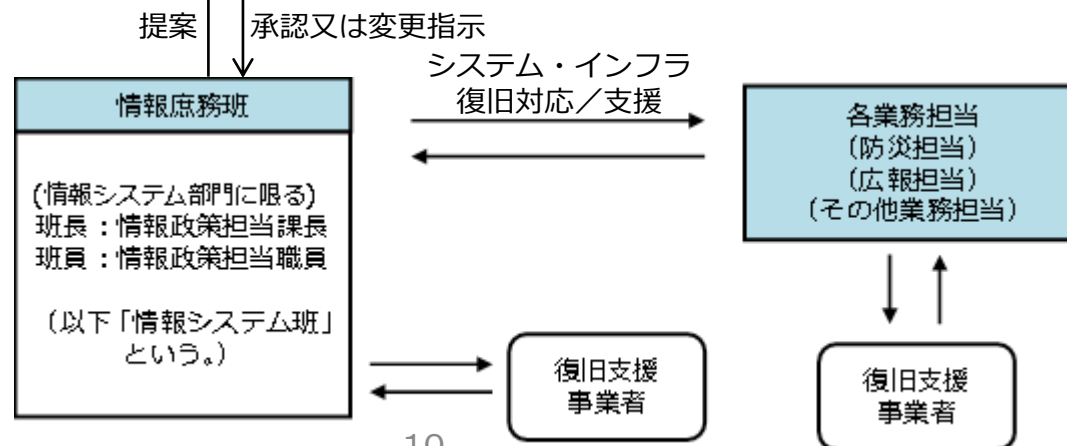 提案
承認又は変更指示
システム・インフラ
復旧対応／支援
情報庶務班
(情報システム部門に限る)
班長：情報政策担当課長
班員：情報政策担当職員
（以下「情報システム班」
という。）
各業務担当
（防災担当）
（広報担当）
（その他業務担当）
復旧支援
事業者
復旧支援
事業者